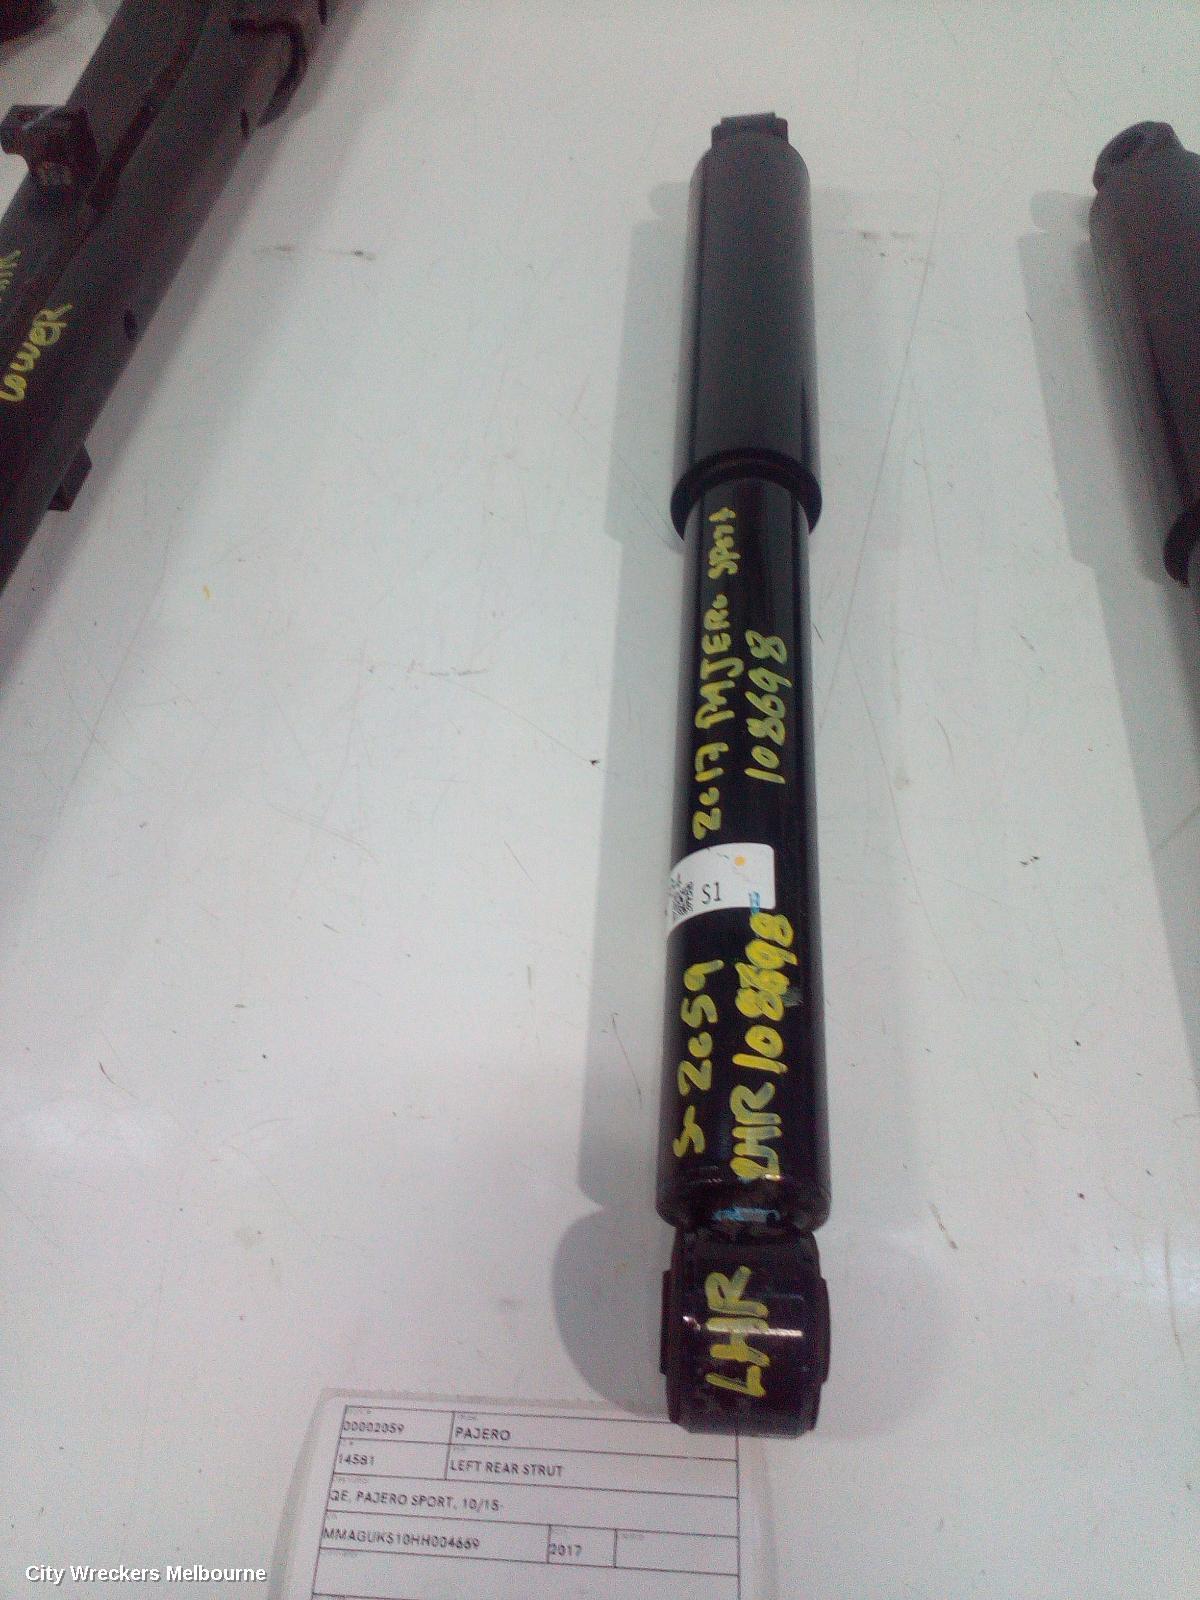 LOWER
2017 PAJERO SPORT
108698
S1
S-2059
LHR 108698
LHR
00002059
PAJERO
14581
LEFT REAR STRUT
QE, PAJERO SPORT, 10/15-
MMAGUKS10HH004669
2017
City Wreckers Melbourne